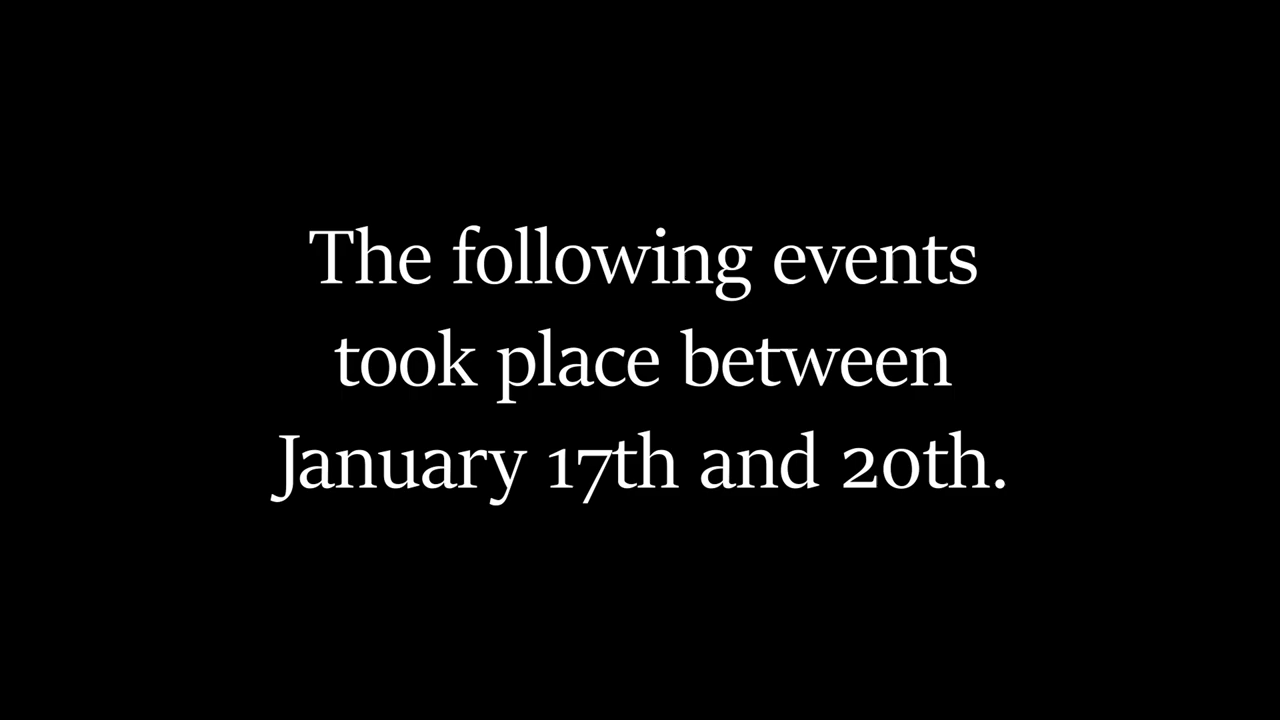 The following events
took place between
January 17th and 20th.